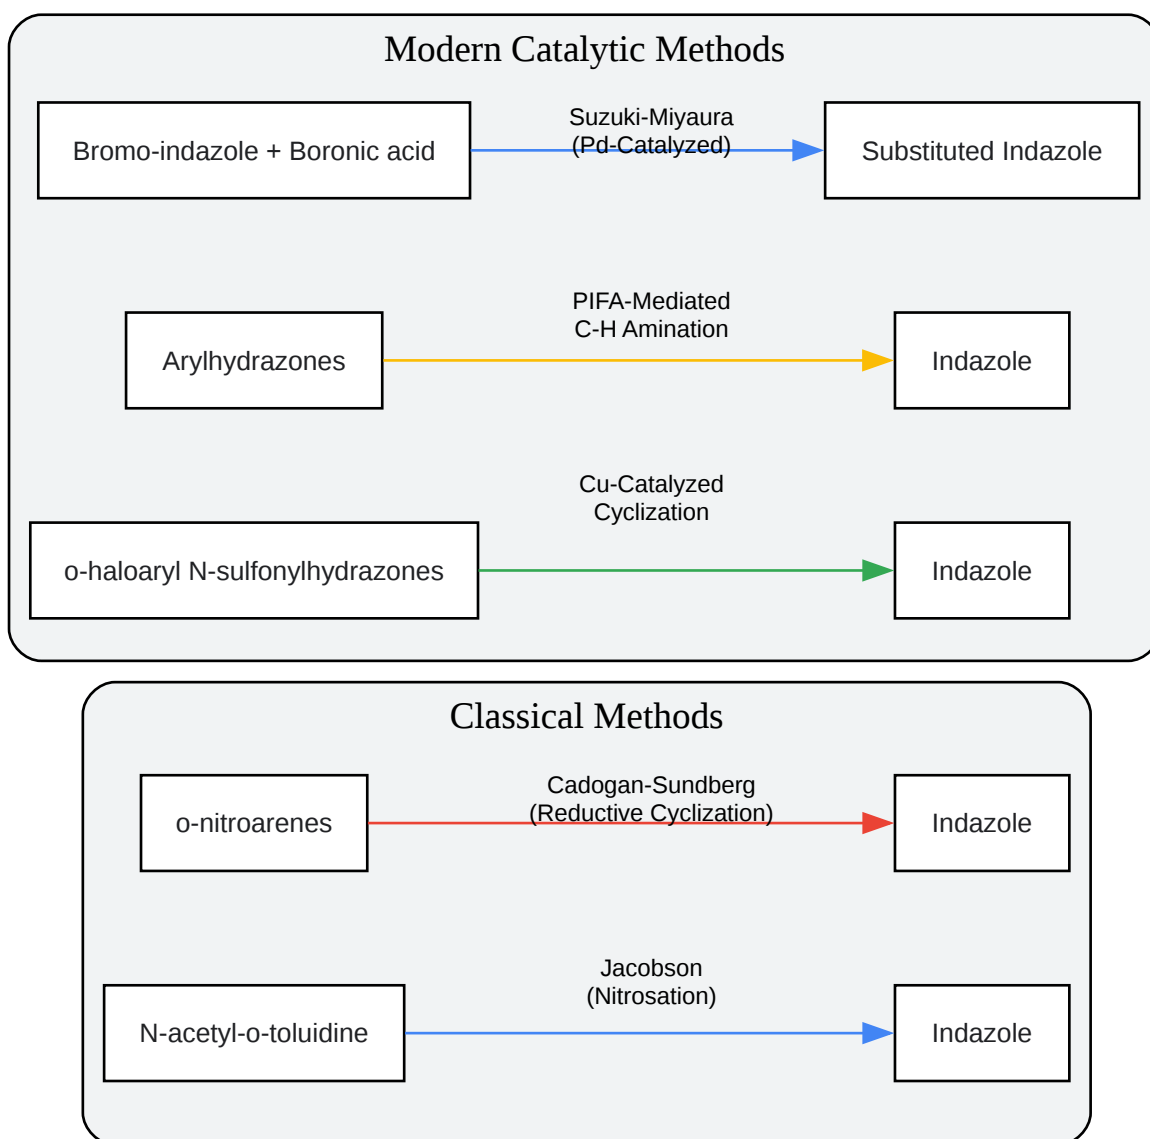 Modern Catalytic Methods
Bromo-indazole + Boronic acid
Suzuki-Miyaura
(Pd-Catalyzed)
Substituted Indazole
Arylhydrazones
PIFA-Mediated
C-H Amination
Indazole
o-haloaryl N-sulfonylhydrazones
Cu-Catalyzed
Cyclization
Indazole
Classical Methods
o-nitroarenes
Cadogan-Sundberg
(Reductive Cyclization)
Indazole
N-acetyl-o-toluidine
Jacobson
(Nitrosation)
Indazole